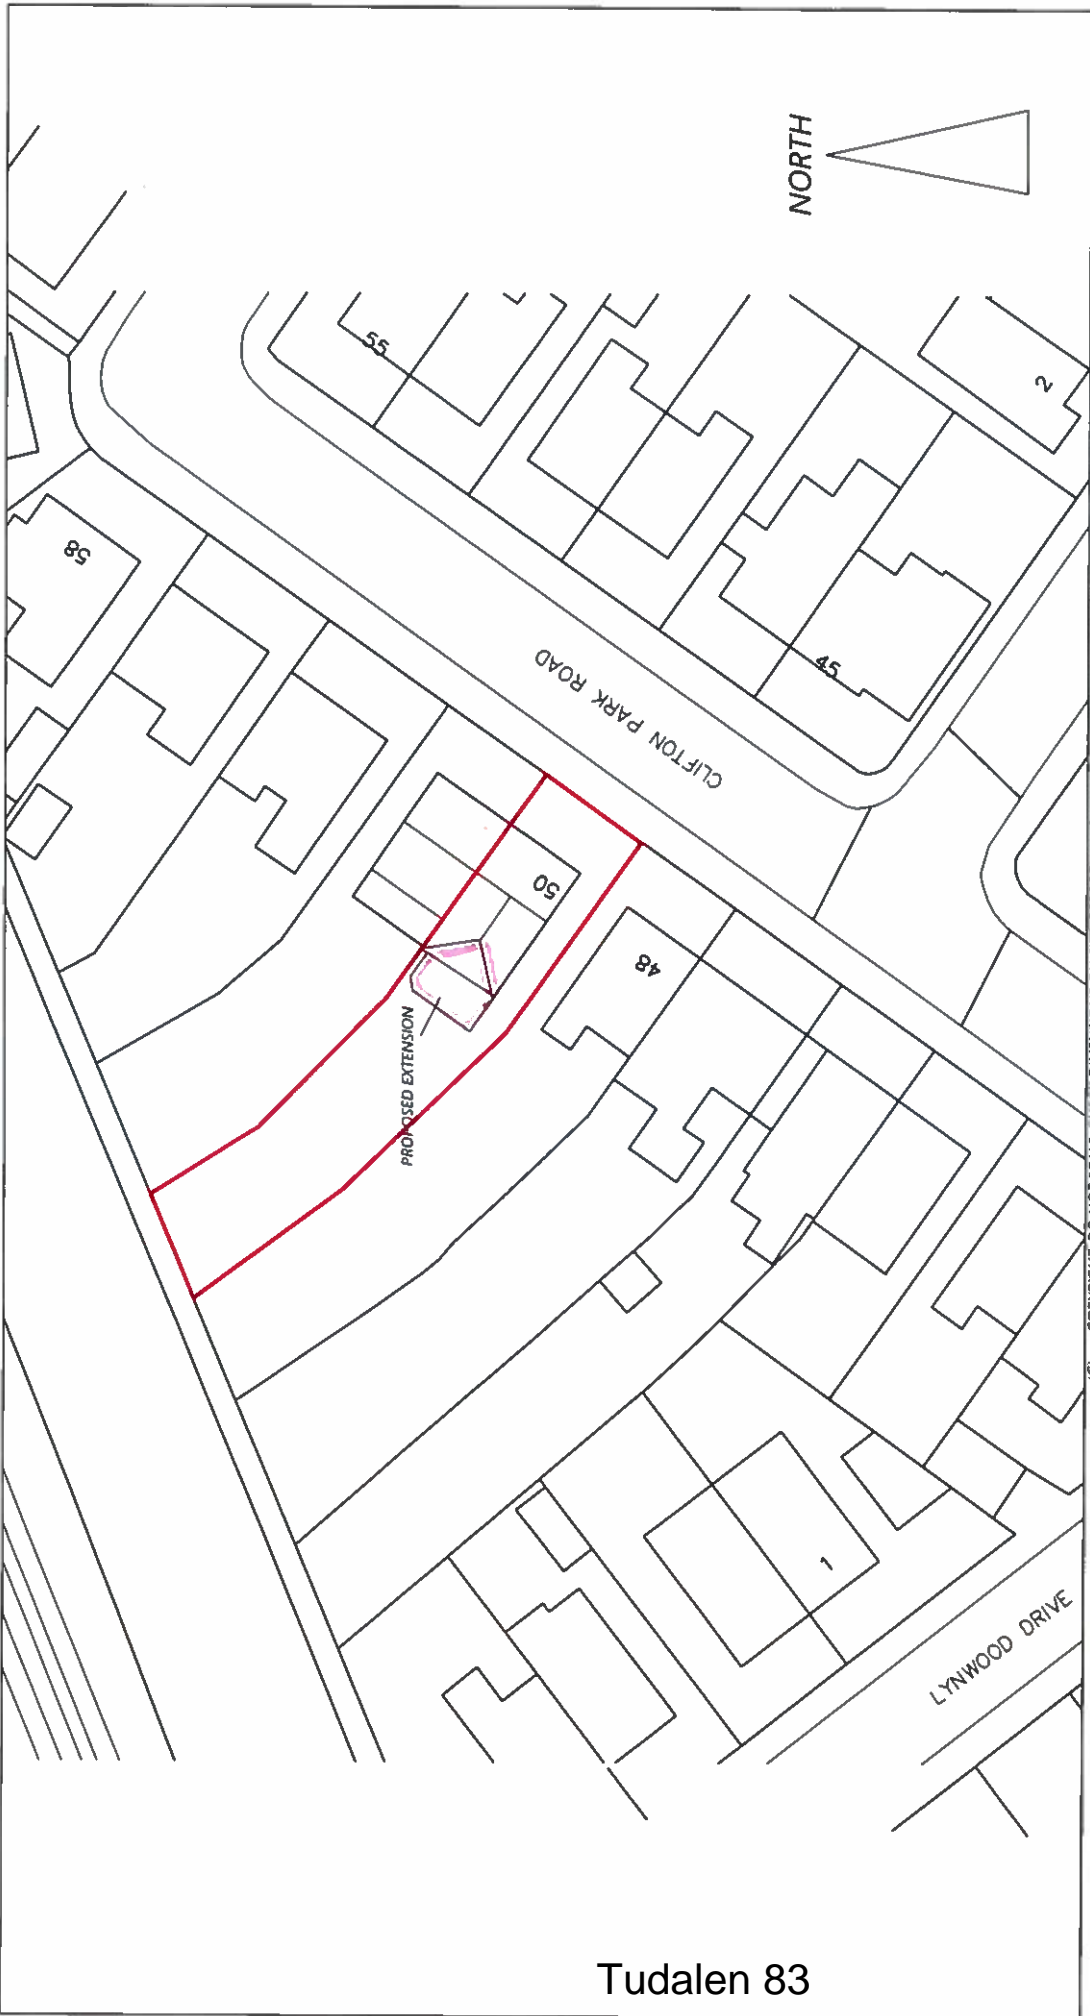 NORTH
55
2
58
CLIFTON PARK ROAD
45
50
48
PROPOSED EXTENSION
1
LYNWOOD DRIVE
Tudalen 83